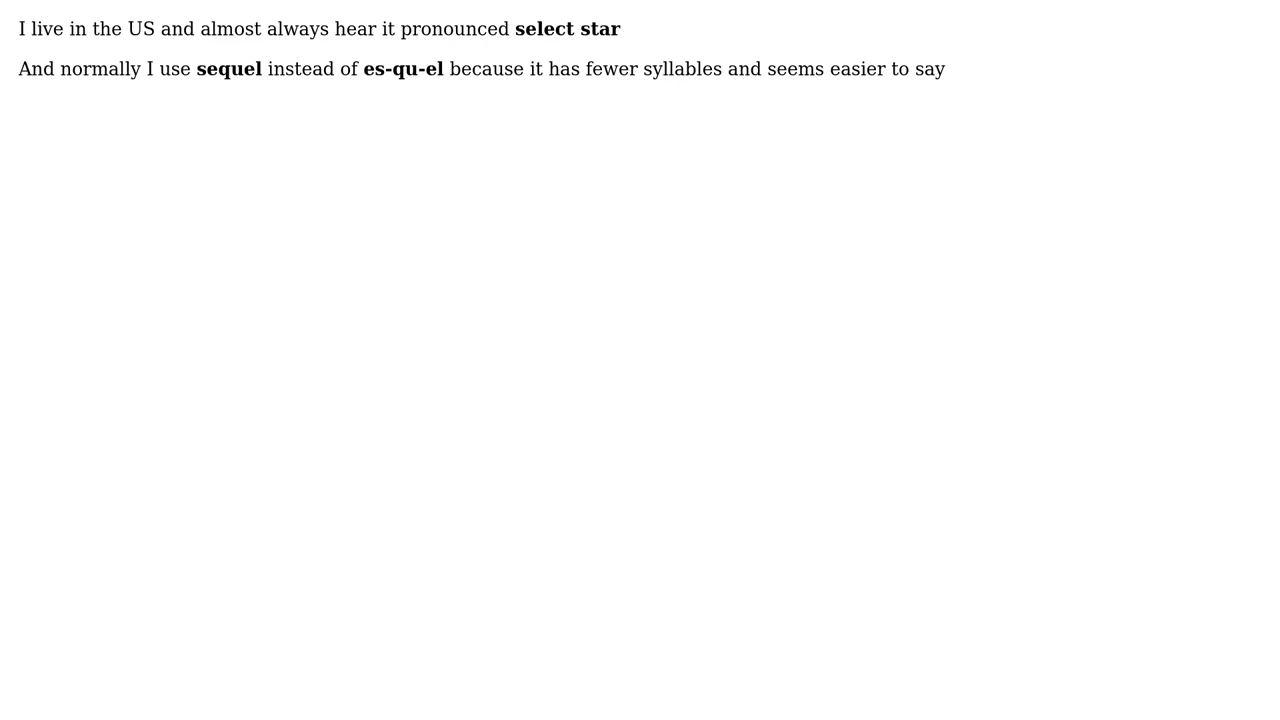 I live in the US and almost always hear it pronounced select star
And normally I use sequel instead of es-qu-el because it has fewer syllables and seems easier to say